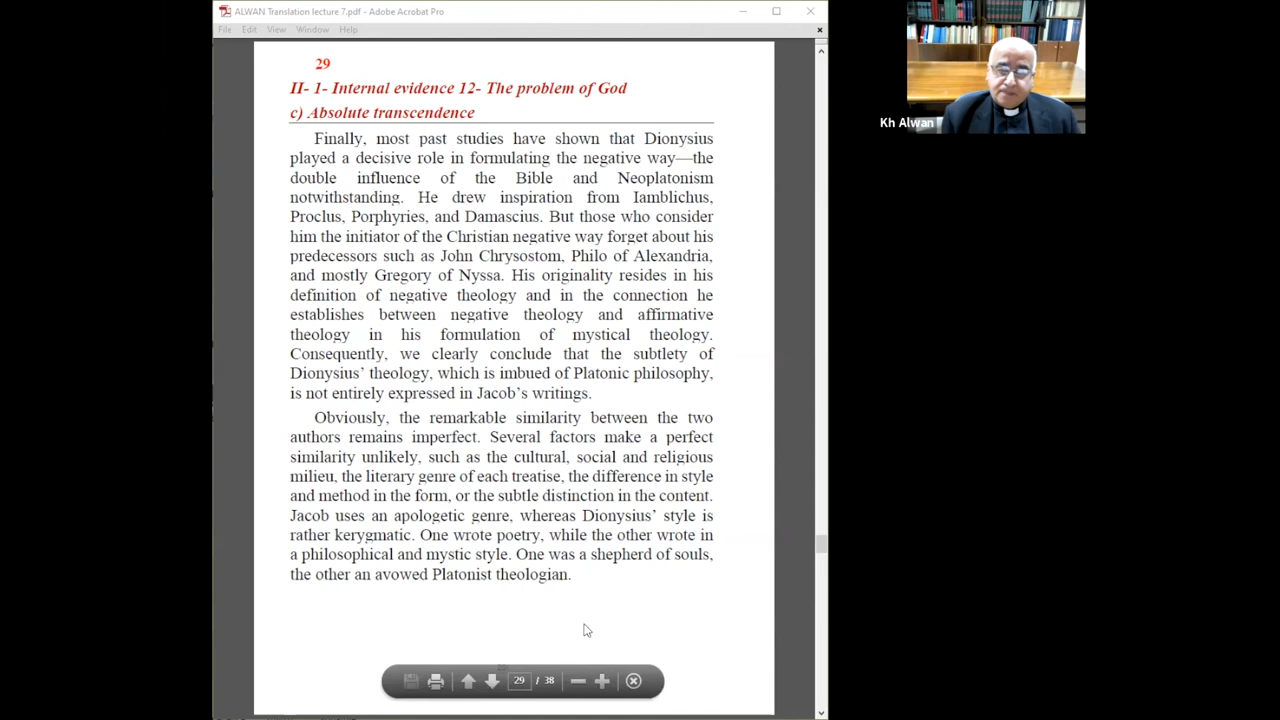 ALWAN Translation lecture 7.pdf - Adobe Acrobat Pro
File Edit View Window Help
29
II- 1- Internal evidence 12- The problem of God
c) Absolute transcendence
Finally, most past studies have shown that Dionysius
played a decisive role in formulating the negative way—the
double influence of the Bible and Neoplatonism
notwithstanding. He drew inspiration from Iamblichus,
Proclus, Porphyries, and Damascius. But those who consider
him the initiator of the Christian negative way forget about his
predecessors such as John Chrysostom, Philo of Alexandria,
and mostly Gregory of Nyssa. His originality resides in his
definition of negative theology and in the connection he
establishes between negative theology and affirmative
theology in his formulation of mystical theology.
Consequently, we clearly conclude that the subtlety of
Dionysius’ theology, which is imbued of Platonic philosophy,
is not entirely expressed in Jacob’s writings.
Obviously, the remarkable similarity between the two
authors remains imperfect. Several factors make a perfect
similarity unlikely, such as the cultural, social and religious
milieu, the literary genre of each treatise, the difference in style
and method in the form, or the subtle distinction in the content.
Jacob uses an apologetic genre, whereas Dionysius’ style is
rather kerygmatic. One wrote poetry, while the other wrote in
a philosophical and mystic style. One was a shepherd of souls,
the other an avowed Platonist theologian.
29 / 38
Kh Alwan